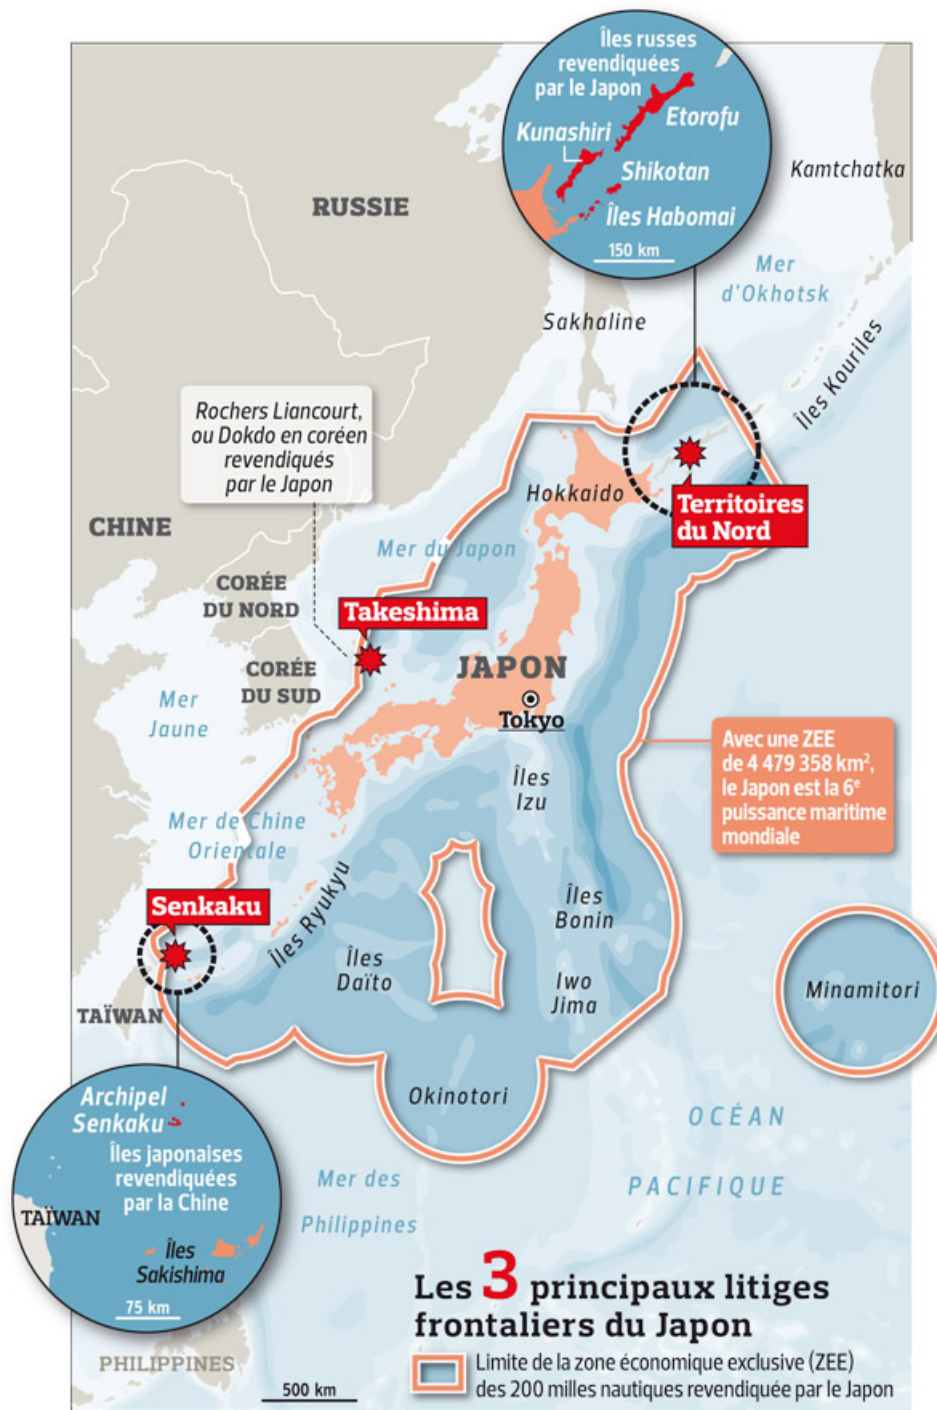 Îles russes
revendiquées
par le Japon
Etorofu
Kunashiri
Shikotan
Îles Habomai
150 km
Kamtchatka
RUSSIE
Mer
d'Okhotsk
Sakhaline
Îles Kouriles
Rochers Liancourt,
ou Dokdo en coréen
revendiqués
par le Japon
Hokkaido
Territoires
du Nord
CHINE
Mer du Japon
CORÉE
DU NORD
Takeshima
JAPON
CORÉE
DU SUD
Tokyo
Mer
Jaune
Avec une ZEE
de 4 479 358 km²,
le Japon est la 6e
puissance maritime
mondiale
Îles
Izu
Mer de Chine
Orientale
Senkaku
Îles Ryukyu
Îles
Bonin
Îles
Daïto
Iwo
Jima
Minamitori
TAÏWAN
Okinotori
Archipel
Senkaku
Îles japonaises
revendiquées
par la Chine
TAÏWAN
Îles
Sakishima
75 km
OCÉAN
PACIFIQUE
Mer des
Philippines
PHILIPPINES
500 km
Les 3 principaux litiges
frontaliers du Japon
Limite de la zone économique exclusive (ZEE)
des 200 milles nautiques revendiquée par le Japon